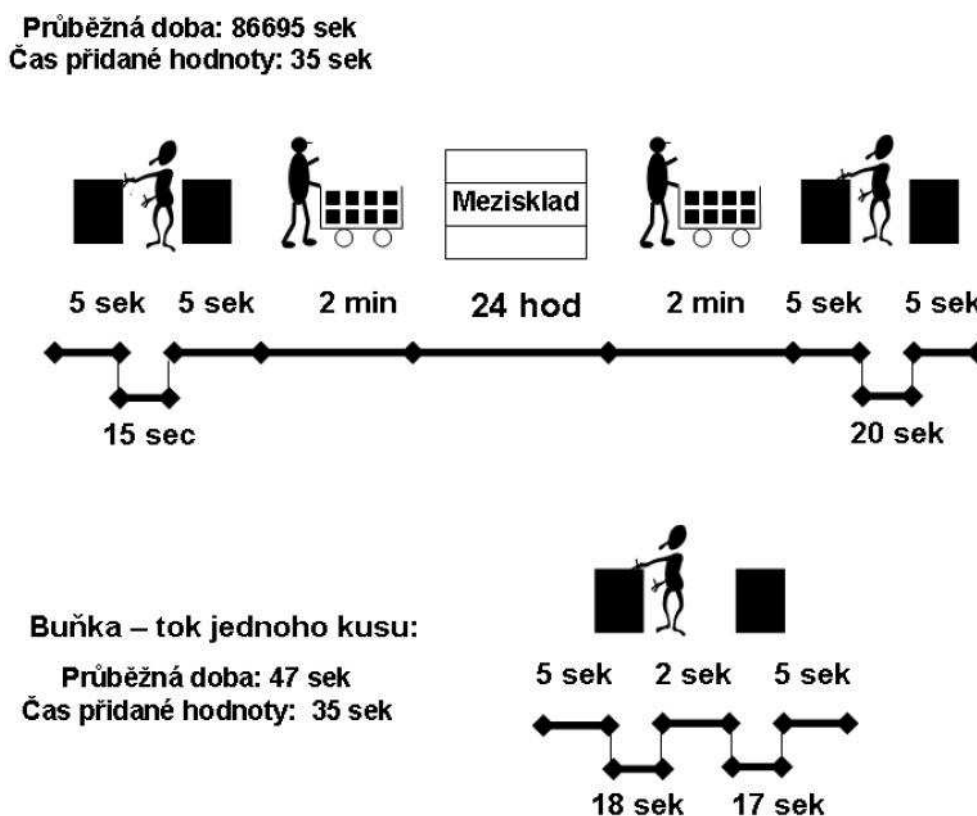 Průběžná doba: 86695 sek
Čas přidané hodnoty: 35 sek
Mezisklad
5 sek 5 sek 2 min 24 hod 2 min 5 sek 5 sek
15 sec 20 sek
Buňka – tok jednoho kusu:
Průběžná doba: 47 sek
Čas přidané hodnoty: 35 sek
5 sek 2 sek 5 sek
18 sek 17 sek